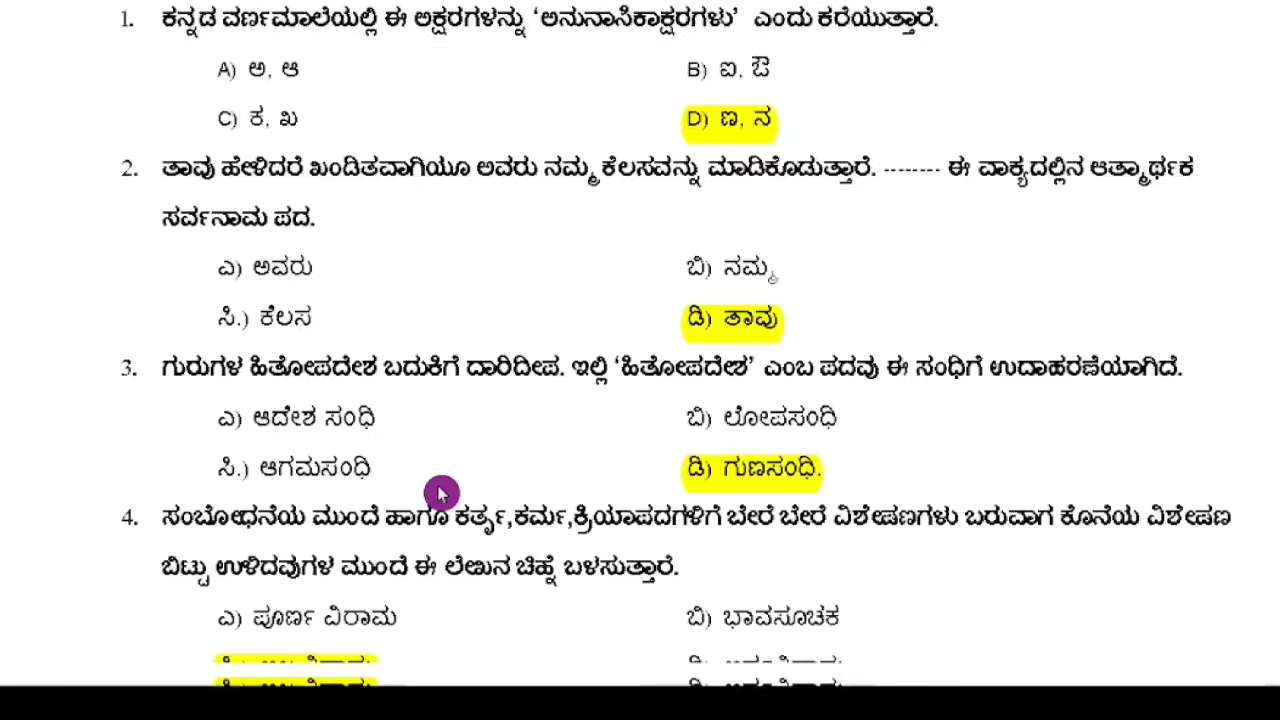 1. ಕನ್ನಡ ವರ್ಣಮಾಲೆಯಲ್ಲಿ ಈ ಅಕ್ಷರಗಳನ್ನು ‘ಅನುನಾಸಿಕಾಕ್ಷರಗಳು’ ಎಂದು ಕರೆಯುತ್ತಾರೆ.
A) ಅ, ಆ B) ಐ, ಔ
C) ಕ, ಖ D) ಣ, ನ
2. ತಾವು ಹೇಳಿದರೆ ಖಂಡಿತವಾಗಿಯೂ ಅವರು ನಮ್ಮ ಕೆಲಸವನ್ನು ಮಾಡಿಕೊಡುತ್ತಾರೆ. -------- ಈ ವಾಕ್ಯದಲ್ಲಿನ ಆತ್ಮಾರ್ಥಕ
ಸರ್ವನಾಮ ಪದ.
ಎ) ಅವರು ಬಿ) ನಮ್ಮ
ಸಿ.) ಕೆಲಸ ಡಿ) ತಾವು
3. ಗುರುಗಳ ಹಿತೋಪದೇಶ ಬದುಕಿಗೆ ದಾರಿದೀಪ. ಇಲ್ಲಿ ‘ಹಿತೋಪದೇಶ’ ಎಂಬ ಪದವು ಈ ಸಂಧಿಗೆ ಉದಾಹರಣೆಯಾಗಿದೆ.
ಎ) ಆದೇಶ ಸಂಧಿ ಬಿ) ಲೋಪಸಂಧಿ
ಸಿ.) ಆಗಮಸಂಧಿ ಡಿ) ಗುಣಸಂಧಿ.
4. ಸಂಬೋಧನೆಯ ಮುಂದೆ ಹಾಗೂ ಕರ್ತೃ,ಕರ್ಮ,ಕ್ರಿಯಾಪದಗಳಿಗೆ ಬೇರೆ ಬೇರೆ ವಿಶೇಷಣಗಳು ಬರುವಾಗ ಕೊನೆಯ ವಿಶೇಷಣ
ಬಿಟ್ಟು ಉಳಿದವುಗಳ ಮುಂದೆ ಈ ಲೇಖನ ಚಿಹ್ನೆ ಬಳಸುತ್ತಾರೆ.
ಎ) ಪೂರ್ಣ ವಿರಾಮ ಬಿ) ಭಾವಸೂಚಕ